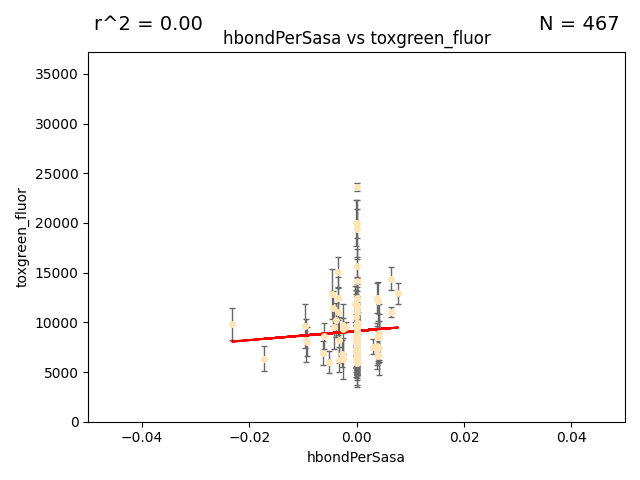 r^2 = 0.00
N = 467
hbondPerSasa vs toxgreen_fluor
toxgreen_fluor
35000
30000
25000
20000
15000
10000
5000
0
−0.04
−0.02
0.00
0.02
0.04
hbondPerSasa